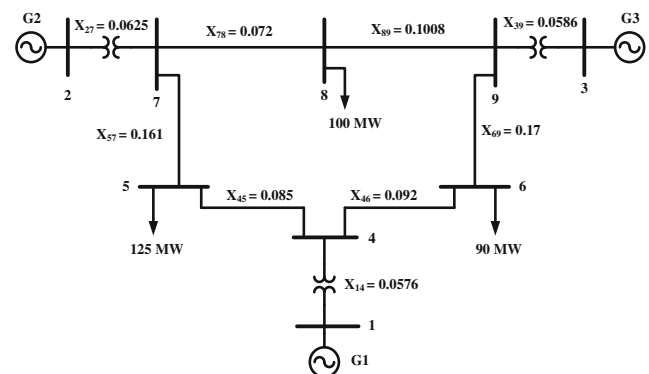 G2
X27 = 0.0625
X78 = 0.072
X89 = 0.1008
X39 = 0.0586
G3
2
7
8
9
3
100 MW
X57 = 0.161
X69 = 0.17
5
X45 = 0.085
X46 = 0.092
6
125 MW
4
90 MW
X14 = 0.0576
1
G1